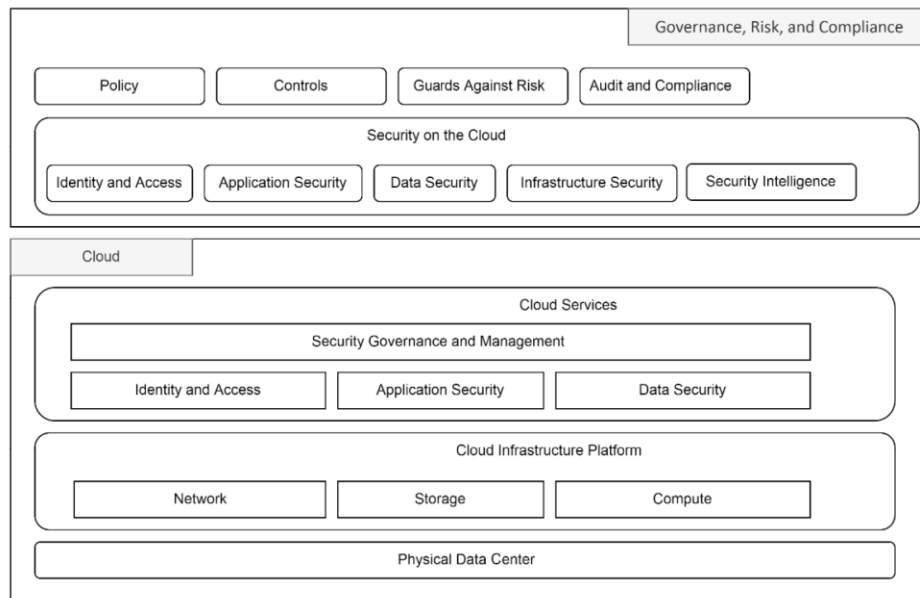 Governance, Risk, and Compliance
Policy
Controls
Guards Against Risk
Audit and Compliance
Security on the Cloud
Identity and Access
Application Security
Data Security
Infrastructure Security
Security Intelligence
Cloud
Cloud Services
Security Governance and Management
Identity and Access
Application Security
Data Security
Cloud Infrastructure Platform
Network
Storage
Compute
Physical Data Center